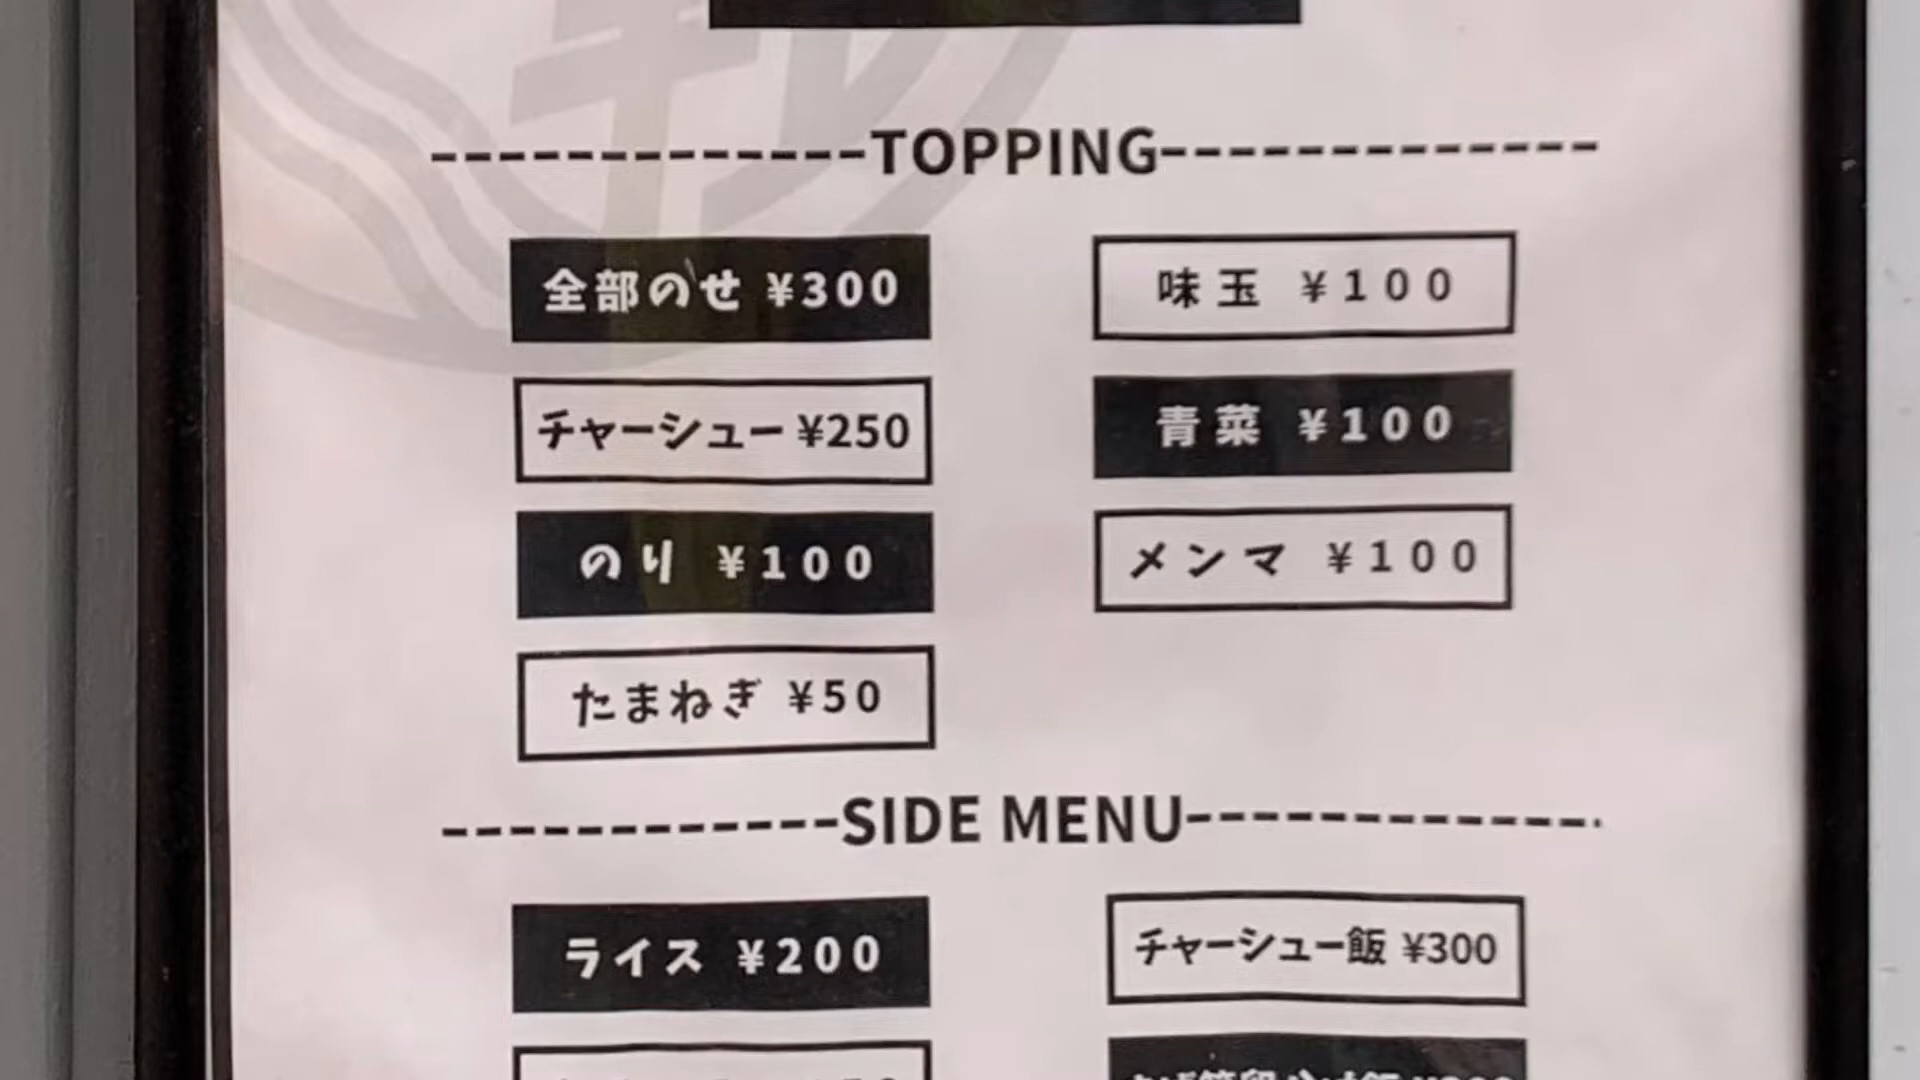 TOPPING
全部のせ ¥300
味玉 ¥100
チャーシュー ¥250
青菜 ¥100
のり ¥100
メンマ ¥100
たまねぎ ¥50
SIDE MENU
ライス ¥200
チャーシュー飯 ¥300